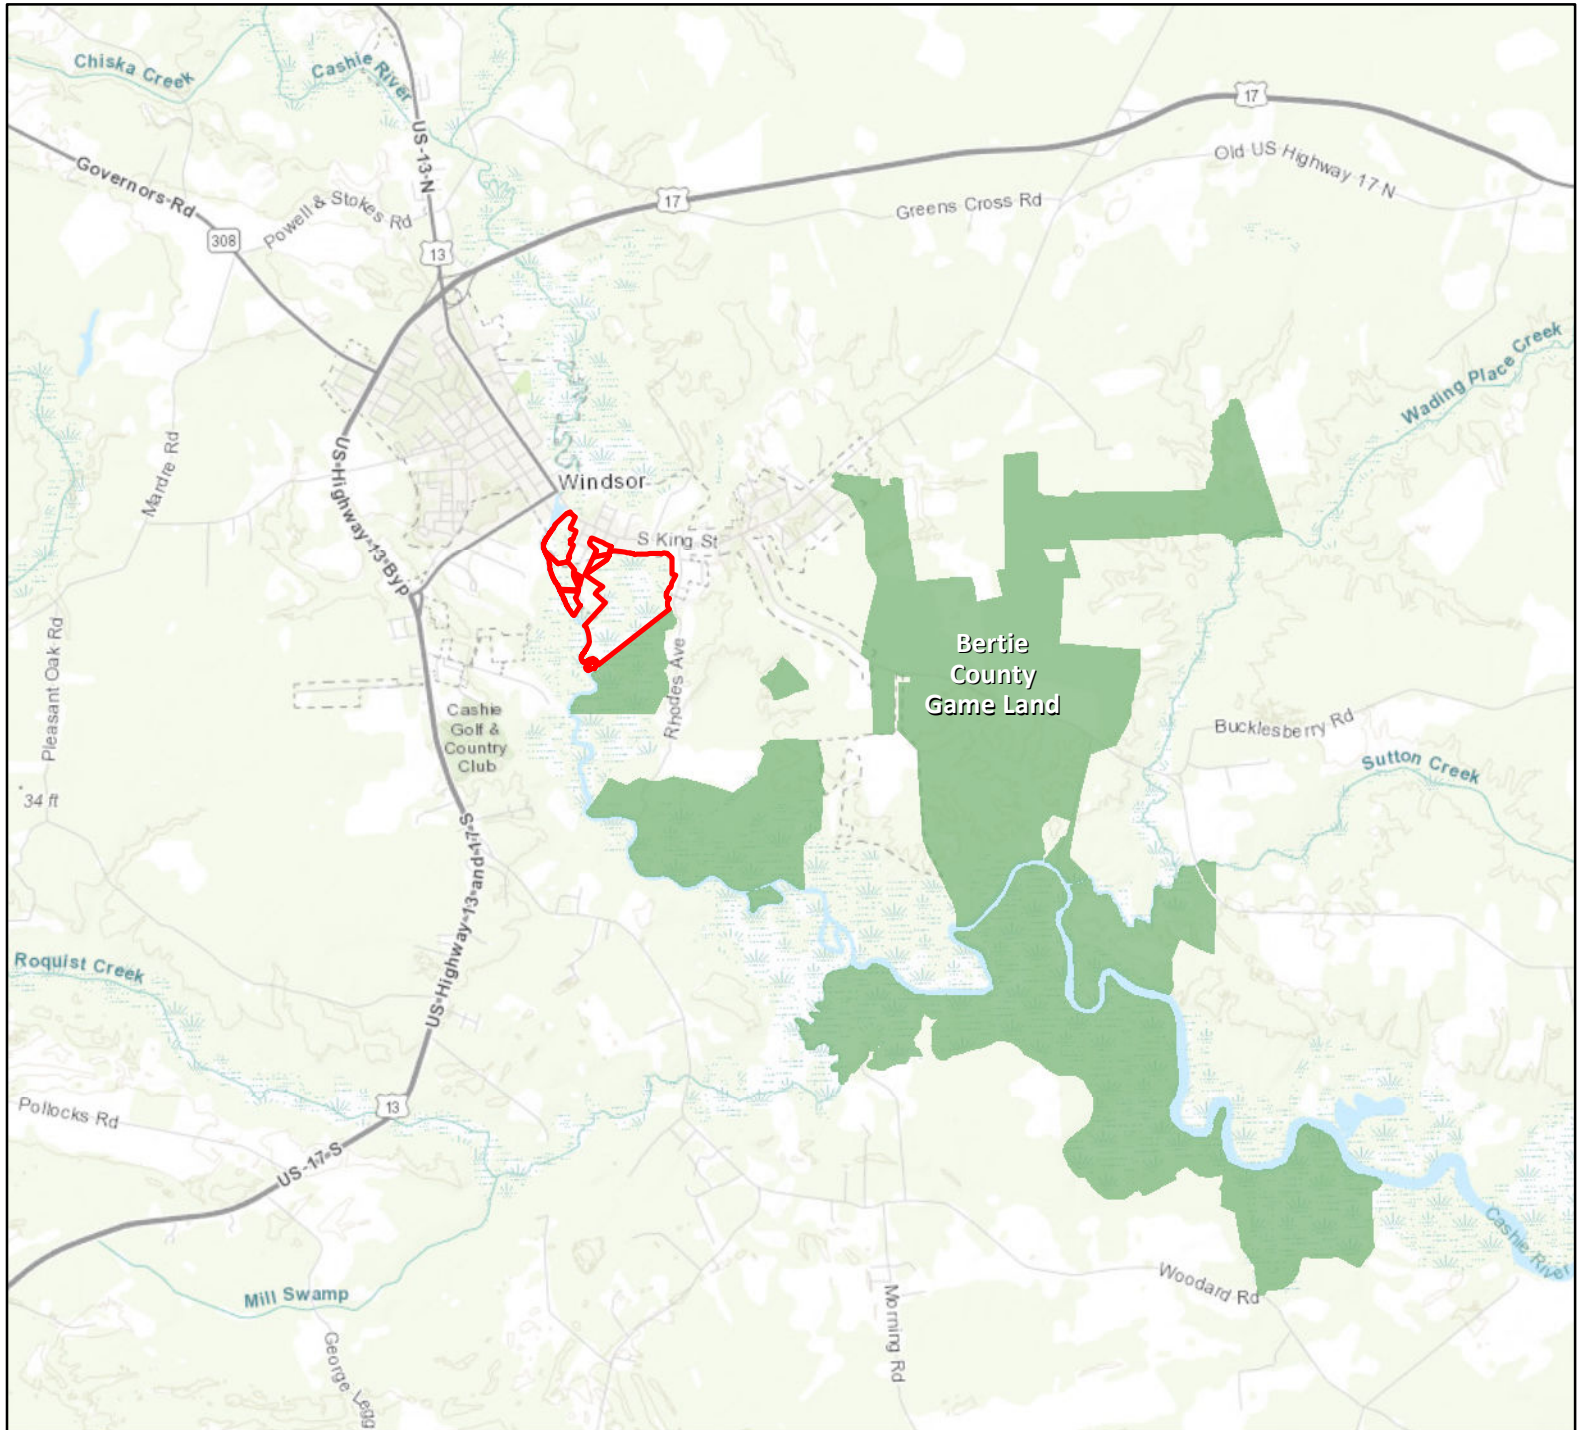 Chiska Creek
Cashie River
17
US-13-N
Old US Highway 17 N
Governors-Rd
17
Greens Cross Rd
Powell & Stokes Rd
308
13
Wading Place Creek
Mardre Rd
US-Highway-13-Byp
Windsor
S King St
Pleasant Oak Rd
Rhodes Ave
Bertie
County
Game Land
Cashie
Golf &
Country
Club
Bucklesberry Rd
Sutton Creek
34 ft
US-Highway-13-and-17-S
Roquist Creek
13
Pollocks Rd
US-17-S
Cashie River
Woodard Rd
Mill Swamp
Morning Rd
George Legg